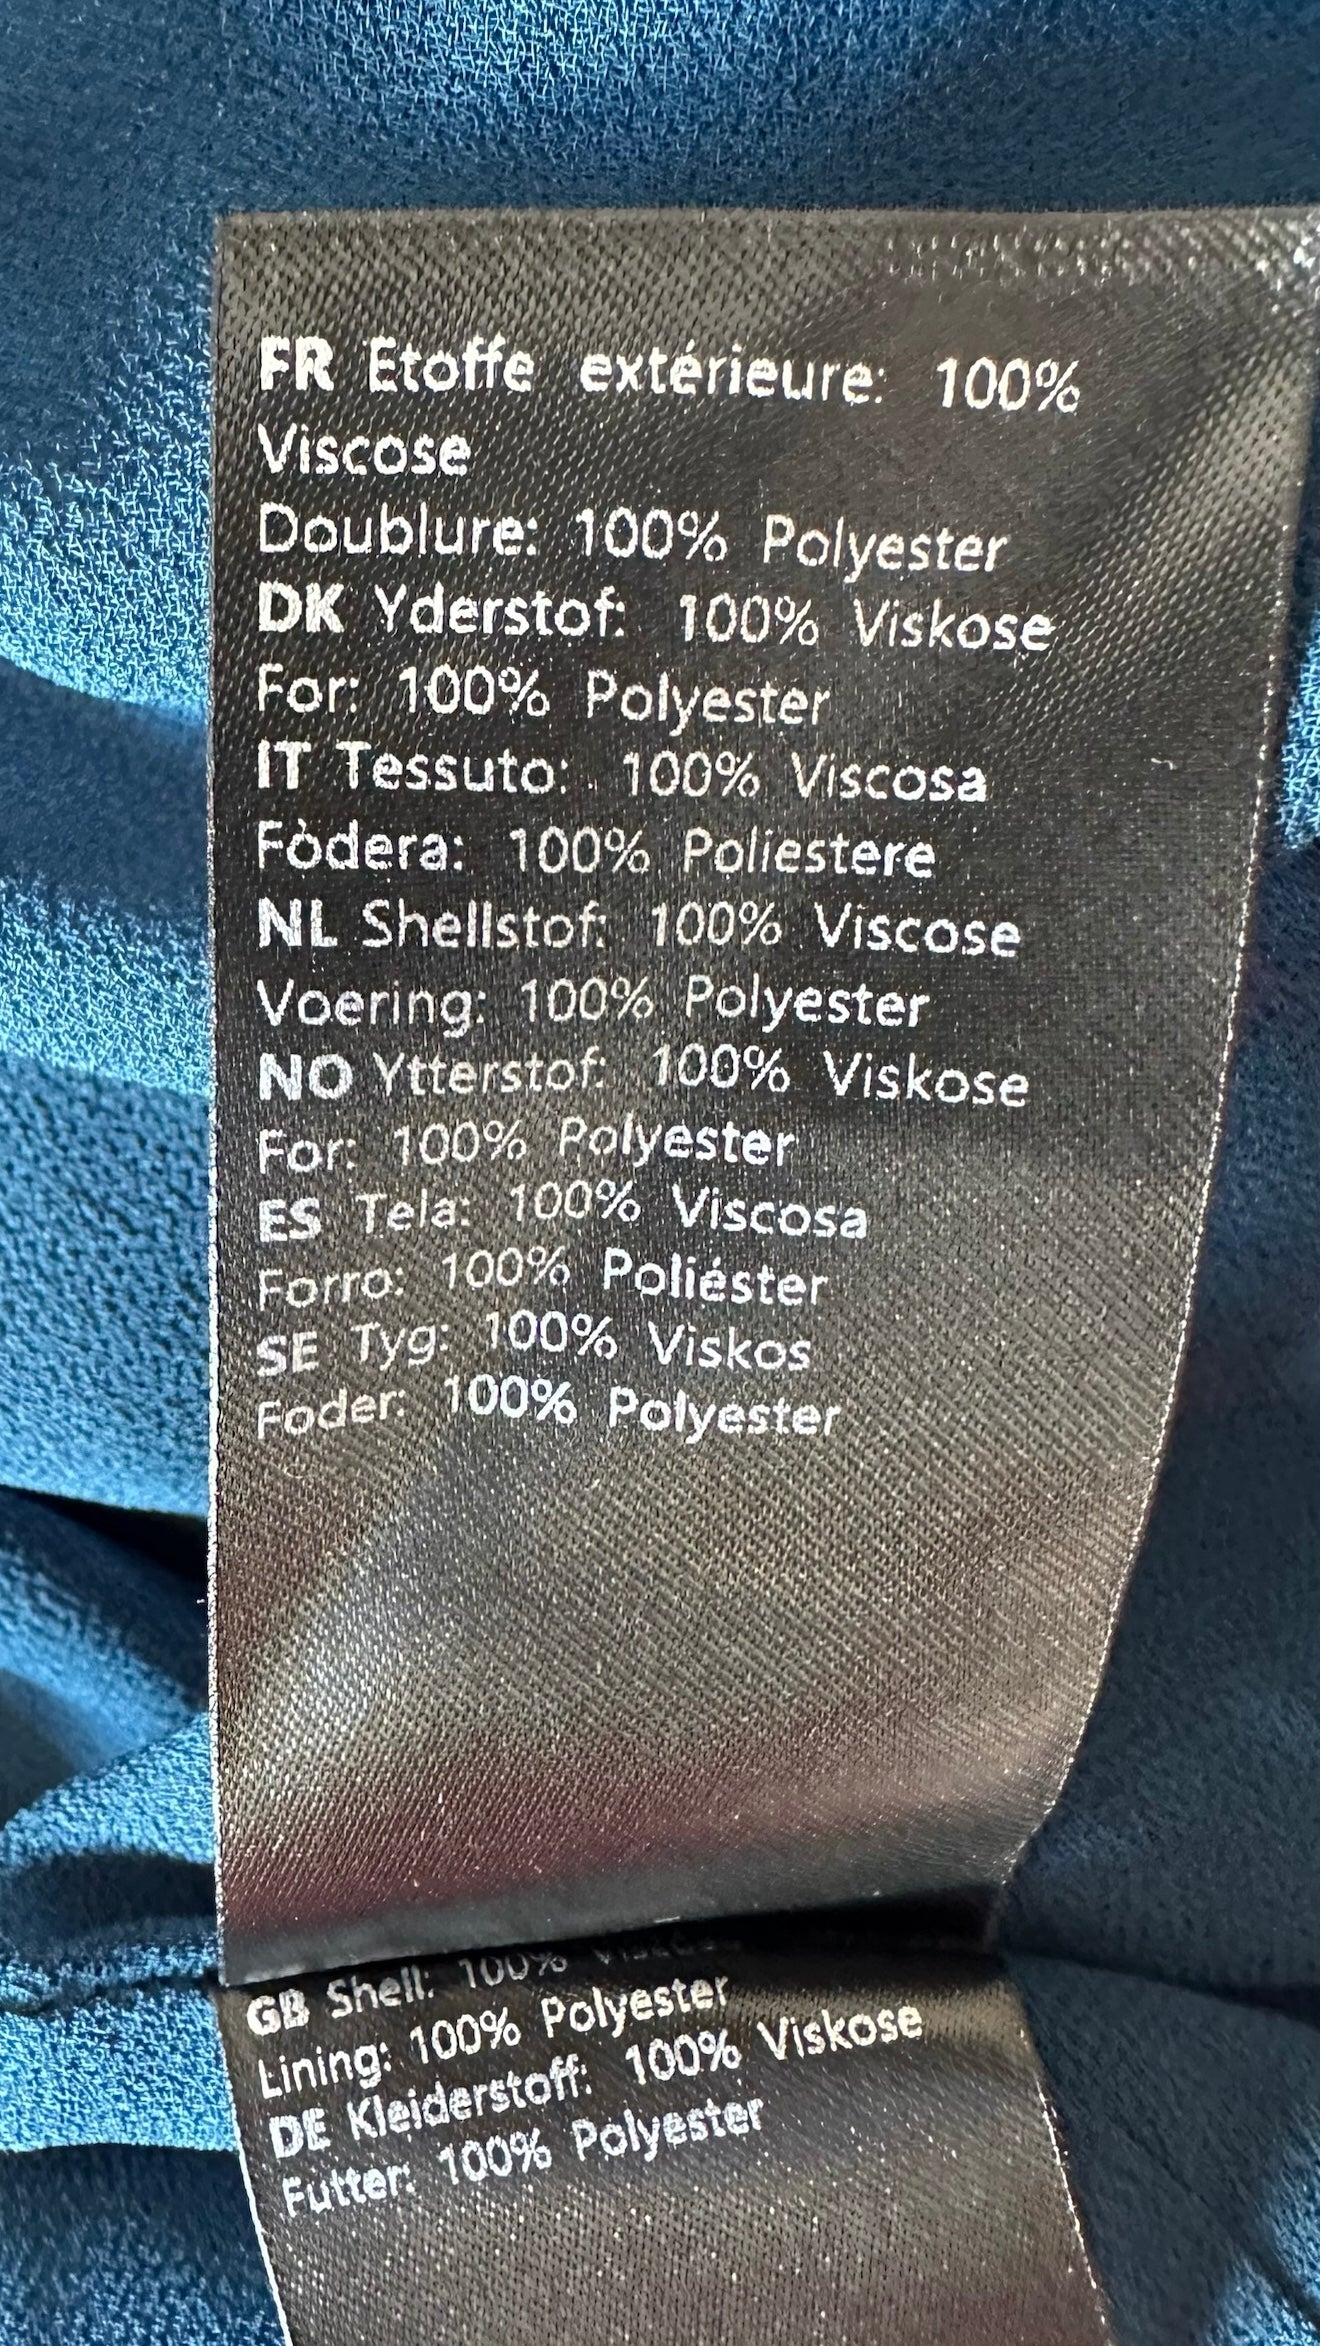 FR Etoffe extérieure: 100%
Viscose
Doublure: 100% Polyester
DK Yderstof: 100% Viskose
For: 100% Polyester
IT Tessuto: 100% Viscosa
Fòdera: 100% Poliestere
NL Shellstof: 100% Viscose
Voering: 100% Polyester
NO Ytterstof: 100% Viskose
For: 100% Polyester
ES Tela: 100% Viscosa
Forro: 100% Poliéster
SE Tyg: 100% Viskos
Foder: 100% Polyester
GB Shell: 100%
Lining: 100% Polyester
DE Kleiderstoff: 100% Viskose
Futter: 100% Polyester